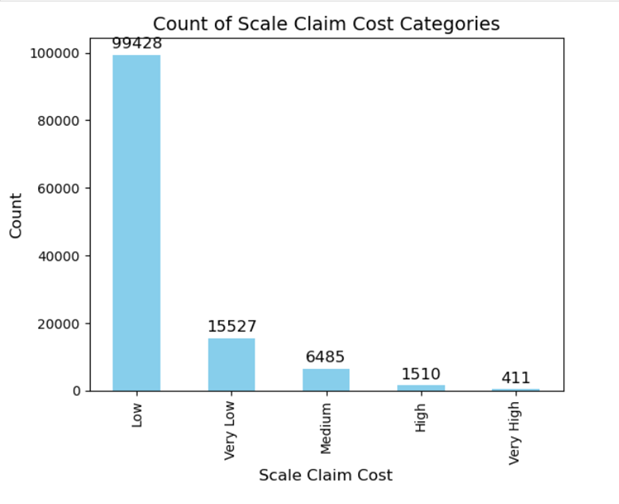 Count of Scale Claim Cost Categories
99428
100000
80000
60000
40000
20000
0
Count
15527
6485
1510
411
Low
Very Low
Medium
High
Very High
Scale Claim Cost